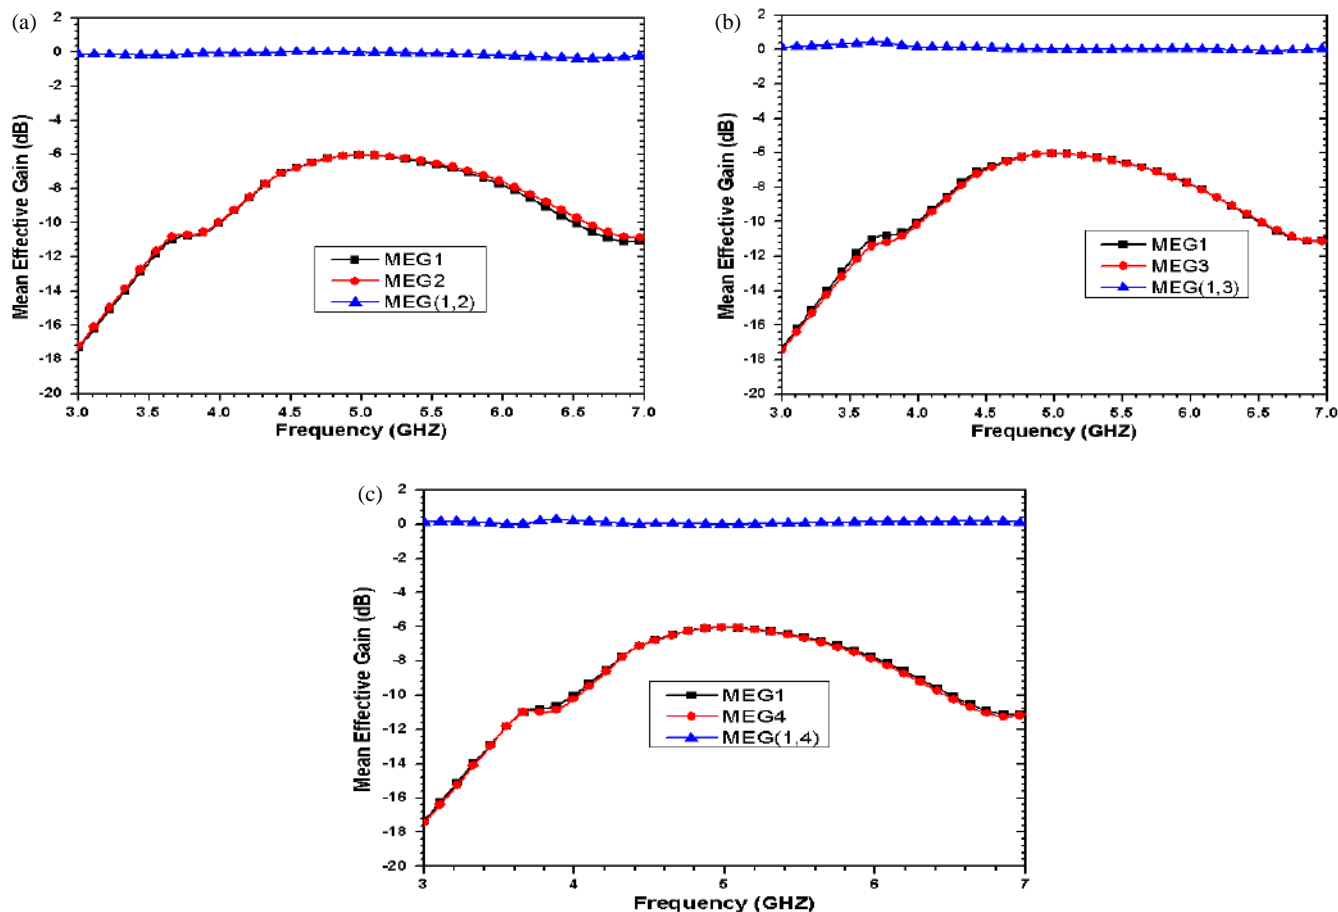 (a)
2
0
-2
-4
-6
-8
-10
-12
-14
-16
-18
-20
Mean Effective Gain (dB)
MEG1
MEG2
MEG(1,2)
3.0 3.5 4.0 4.5 5.0 5.5 6.0 6.5 7.0
Frequency (GHZ)
(b)
2
0
-2
-4
-6
-8
-10
-12
-14
-16
-18
-20
Mean Effective Gain (dB)
MEG1
MEG3
MEG(1,3)
3.0 3.5 4.0 4.5 5.0 5.5 6.0 6.5 7.0
Frequency (GHZ)
(c)
2
0
-2
-4
-6
-8
-10
-12
-14
-16
-18
-20
Mean Effective Gain (dB)
MEG1
MEG4
MEG(1,4)
3 4 5 6 7
Frequency (GHZ)